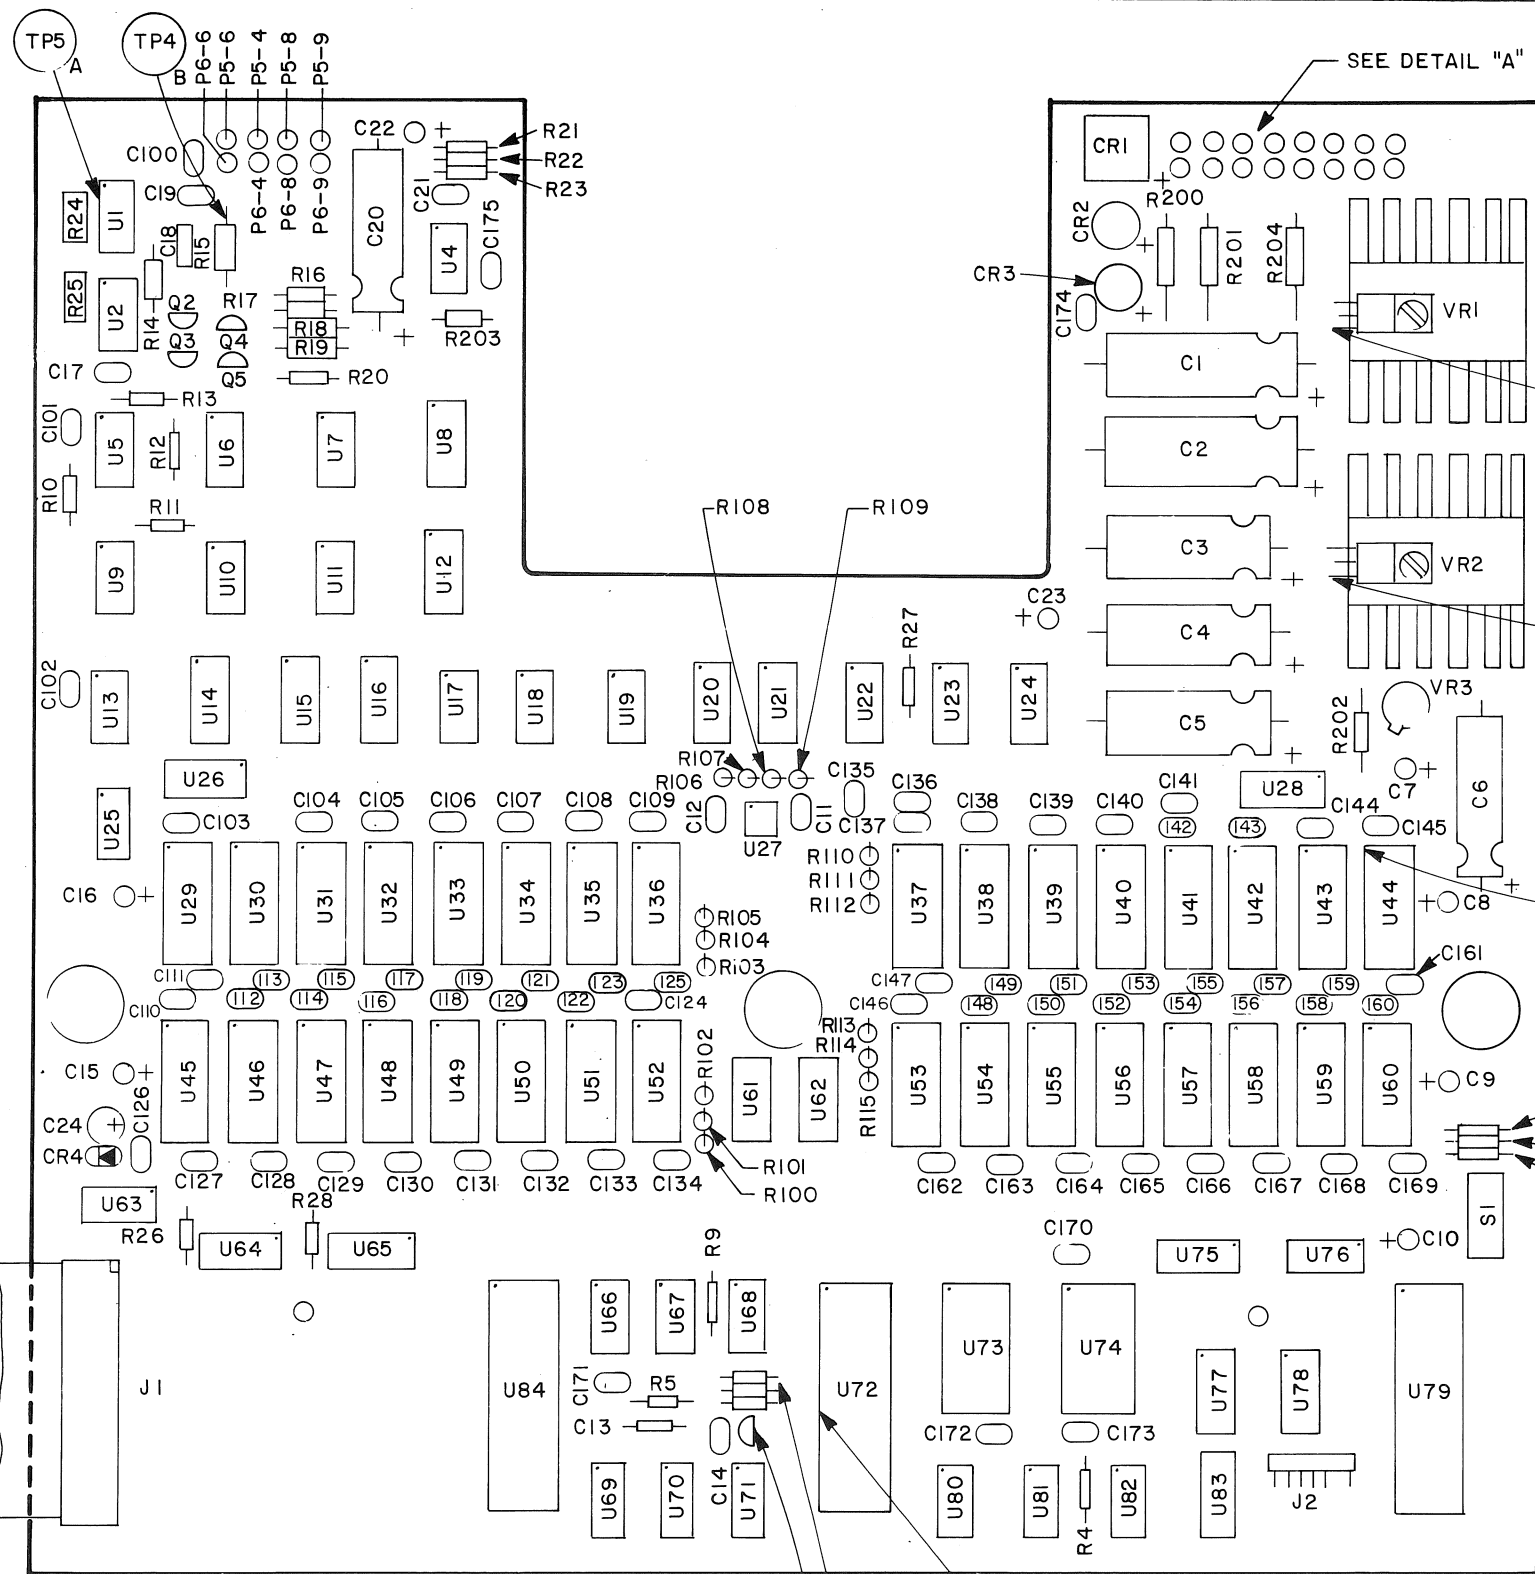 TP5
A
TP4
B
P6-6
P5-6
P5-4
P5-8
P5-9
SEE DETAIL "A"
C22
+
R21
R22
R23
C100
C19
P6-4
P6-8
P6-9
C21
C175
CR1
+
R200
R24
U1
C18
R15
C20
U4
CR2
+
R201
R204
CR3
C174
+
R25
U2
R14
Q2
R17
R16
R18
R19
Q3
Q4
Q5
+
R203
VR1
C17
R20
C1
+
R13
C101
U5
R12
U6
U7
U8
C2
+
R10
R11
R108
R109
U9
U10
U11
U12
C3
+
VR2
C23
+
R27
C4
+
C102
U13
U14
U15
U16
U17
U18
U19
U20
U21
U22
U23
U24
C5
+
R202
VR3
R107
R106
C135
C136
C141
U28
+
C7
C6
+
U26
U25
C103
C104
C105
C106
C107
C108
C109
C12
U27
C11
C137
C138
C139
C140
142
143
C144
C145
R110
R111
R112
C16
+
U29
U30
U31
U32
U33
U34
U35
U36
U37
U38
U39
U40
U41
U42
U43
U44
+
C8
R105
R104
R103
C161
C111
113
115
117
119
121
123
125
C110
112
114
116
118
120
122
C124
C147
149
151
153
155
157
159
C146
148
150
152
154
156
158
160
R113
R114
R115
R102
C15
+
U45
U46
U47
U48
U49
U50
U51
U52
U61
U62
U53
U54
U55
U56
U57
U58
U59
U60
+
C9
C24
+
C126
CR4
R101
R100
C127
C128
C129
C130
C131
C132
C133
C134
C162
C163
C164
C165
C166
C167
C168
C169
U63
R26
U64
R28
U65
R9
C170
U75
U76
+
C10
S1
J1
U84
U66
U67
U68
U72
U73
U74
U77
U78
U79
C171
R5
C13
C14
C172
C173
U69
U70
U71
U80
U81
R4
U82
U83
J2